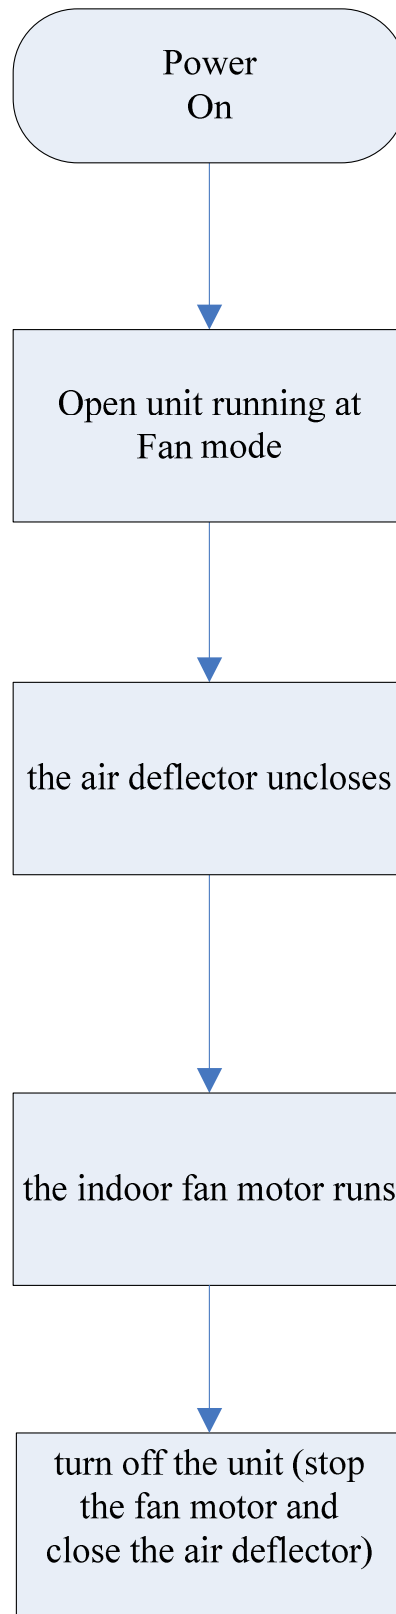 Power
On
Open unit running at
Fan mode
the air deflector uncloses
the indoor fan motor runs
turn off the unit (stop
the fan motor and
close the air deflector)